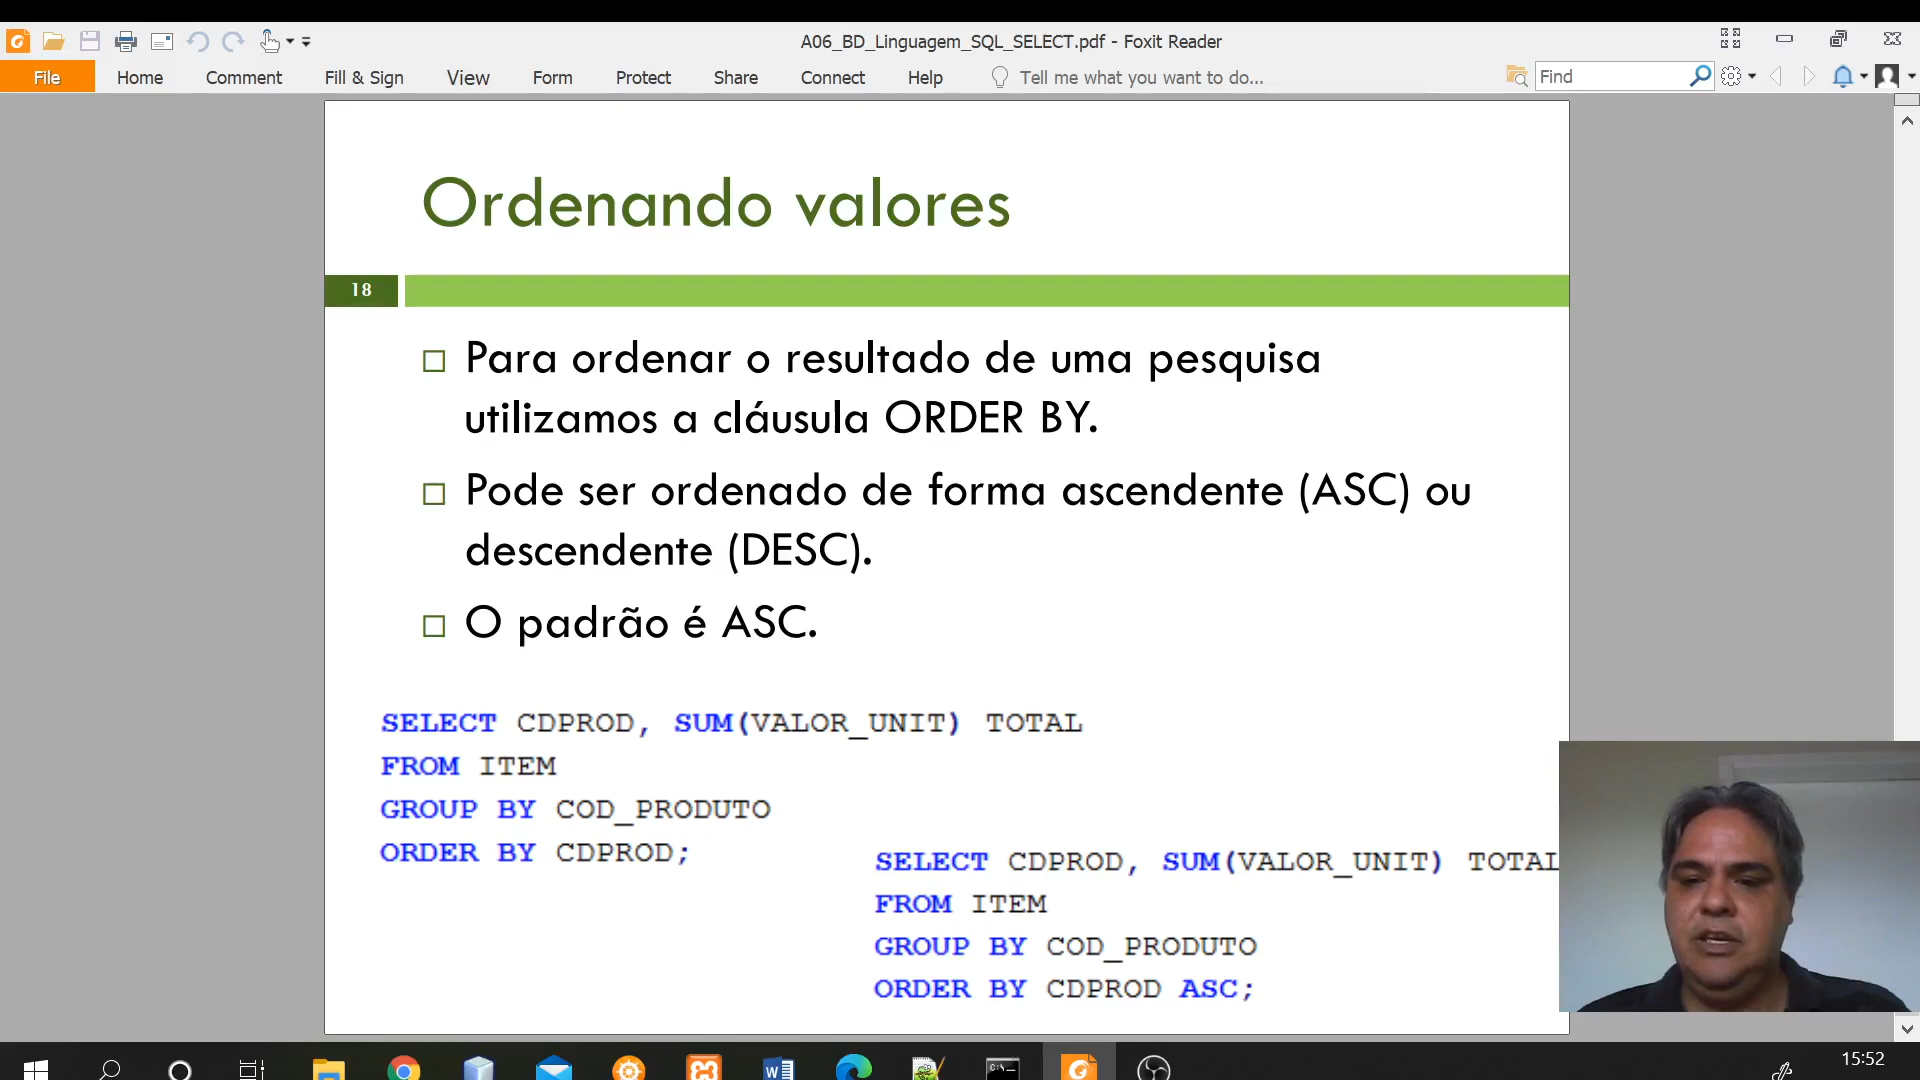 A06_BD_Linguagem_SQL_SELECT.pdf - Foxit Reader
File Home Comment Fill & Sign View Form Protect Share Connect Help Tell me what you want to do... Find
Ordenando valores
18
Para ordenar o resultado de uma pesquisa
utilizamos a cláusula ORDER BY.
Pode ser ordenado de forma ascendente (ASC) ou
descendente (DESC).
O padrão é ASC.
SELECT CDPROD, SUM(VALOR_UNIT) TOTAL
FROM ITEM
GROUP BY COD_PRODUTO
ORDER BY CDPROD;
SELECT CDPROD, SUM(VALOR_UNIT) TOTAL
FROM ITEM
GROUP BY COD_PRODUTO
ORDER BY CDPROD ASC;
15:52